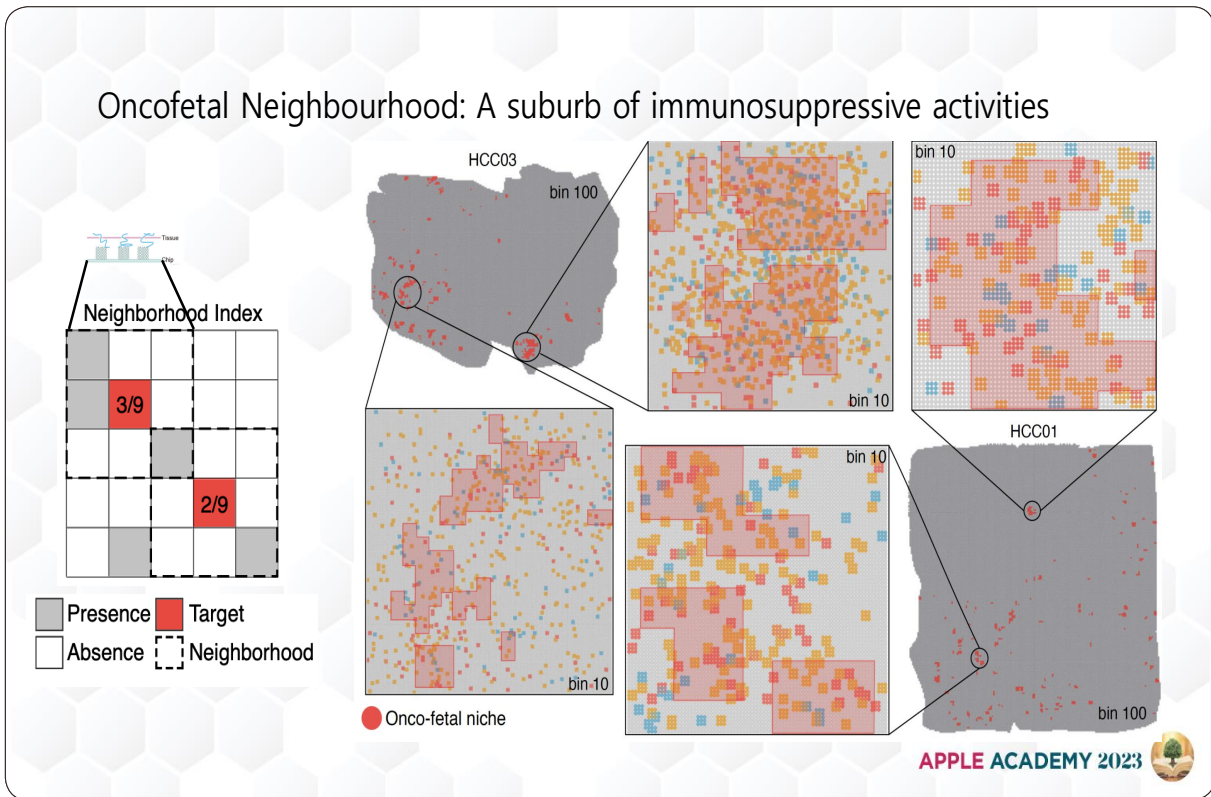 Oncofetal Neighbourhood: A suburb of immunosuppressive activities
Tissue
Chip
Neighborhood Index
3/9
2/9
Presence
Target
Absence
Neighborhood
HCC03
bin 100
bin 10
bin 10
bin 10
Onco-fetal niche
bin 10
HCC01
bin 100
APPLE ACADEMY 2023